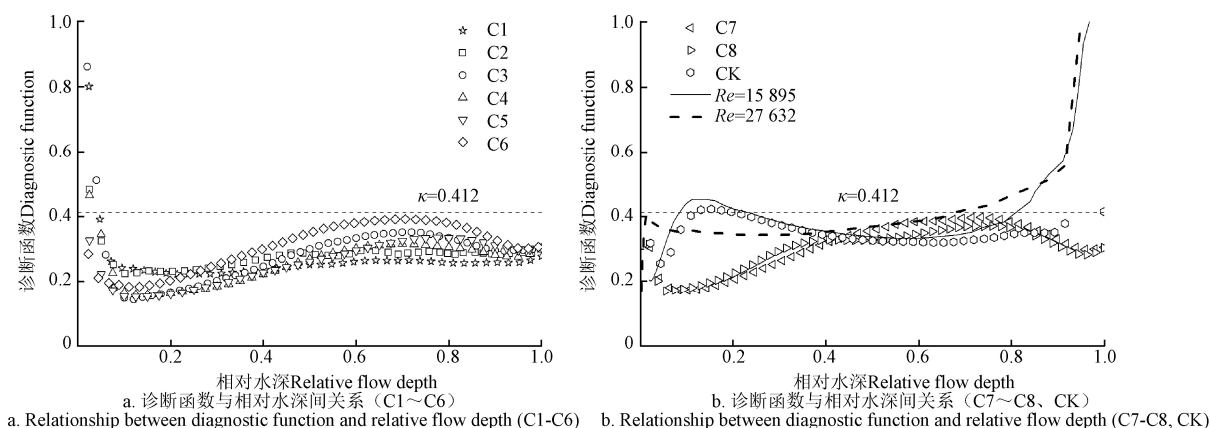 1.0
0.8
0.6
0.4
0.2
0
诊断函数Diagnostic function
C1
C2
C3
C4
C5
C6
κ=0.412
0.2
0.4
0.6
0.8
1.0
相对水深Relative flow depth
a. 诊断函数与相对水深间关系（C1～C6）
a. Relationship between diagnostic function and relative flow depth (C1-C6)
1.0
0.8
0.6
0.4
0.2
0
诊断函数Diagnostic function
C7
C8
CK
Re=15 895
Re=27 632
κ=0.412
0.2
0.4
0.6
0.8
1.0
相对水深Relative flow depth
b. 诊断函数与相对水深间关系（C7～C8、CK）
b. Relationship between diagnostic function and relative flow depth (C7-C8, CK)